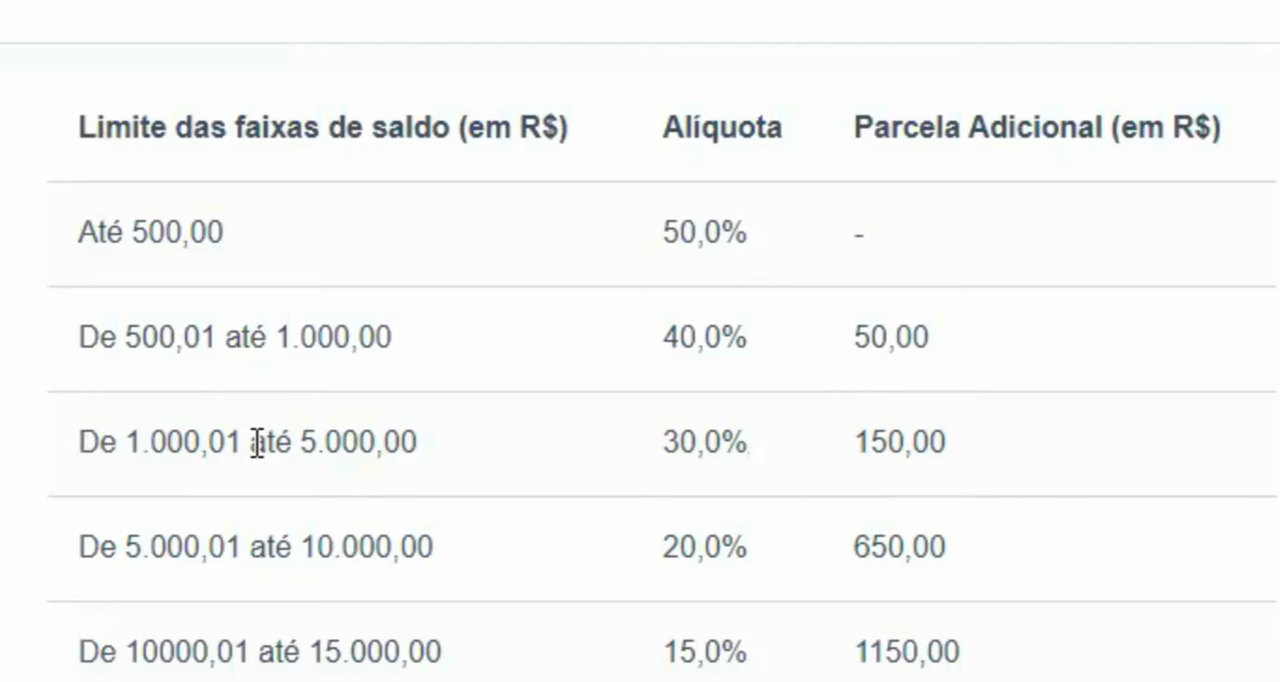 Limite das faixas de saldo (em R$) Alíquota Parcela Adicional (em R$)
Até 500,00 50,0% -
De 500,01 até 1.000,00 40,0% 50,00
De 1.000,01 até 5.000,00 30,0% 150,00
De 5.000,01 até 10.000,00 20,0% 650,00
De 10000,01 até 15.000,00 15,0% 1150,00